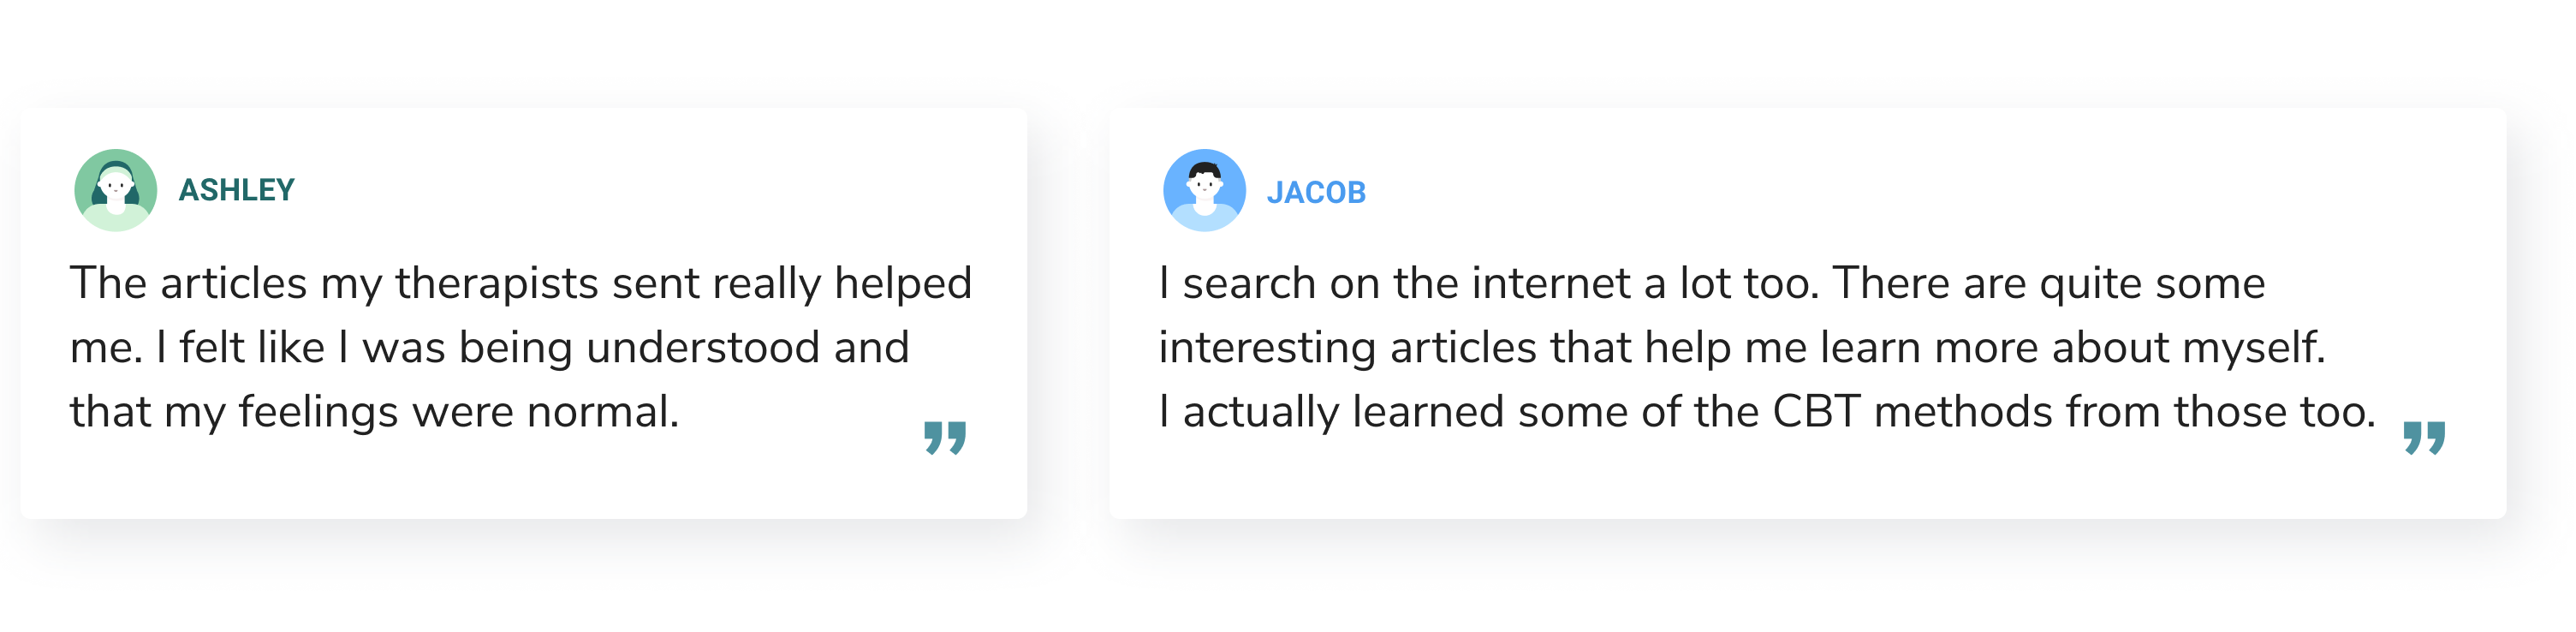 ASHLEY
The articles my therapists sent really helped
me. I felt like I was being understood and
that my feelings were normal.
”
JACOB
I search on the internet a lot too. There are quite some
interesting articles that help me learn more about myself.
I actually learned some of the CBT methods from those too.
”